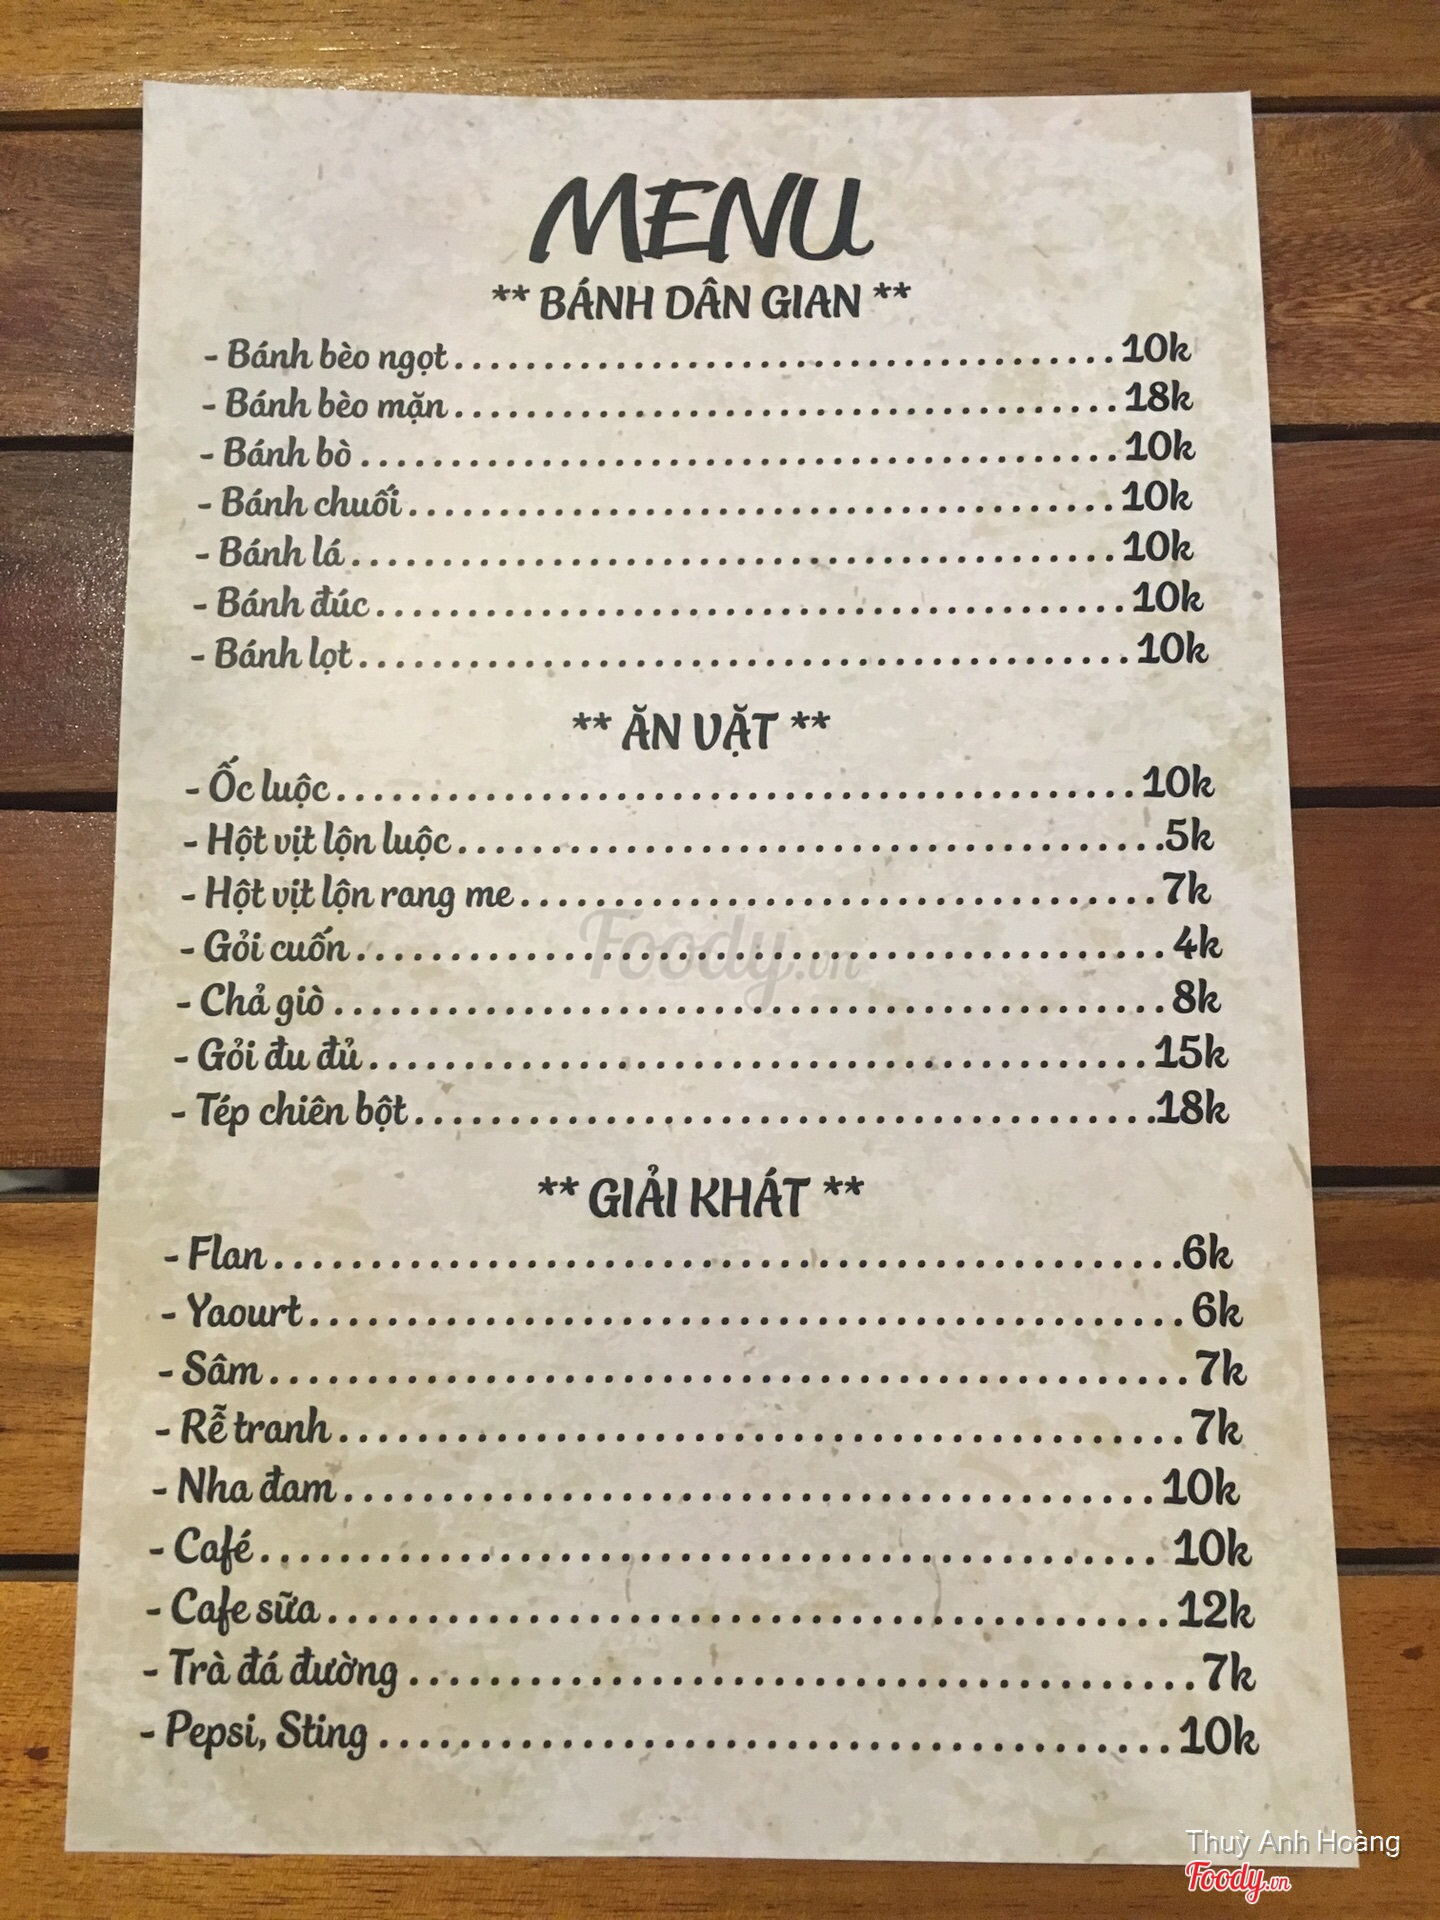 MENU
** BÁNH DÂN GIAN **
- Bánh bèo ngọt........................................10k
- Bánh bèo mặn........................................18k
- Bánh bò........................................10k
- Bánh chuối........................................10k
- Bánh lá........................................10k
- Bánh đúc........................................10k
- Bánh lọt........................................10k
** ĂN VẶT **
- Ốc luộc........................................10k
- Hột vịt lộn luộc........................................5k
- Hột vịt lộn rang me........................................7k
- Gỏi cuốn........................................4k
- Chả giò........................................8k
- Gỏi đu đủ........................................15k
- Tép chiên bột........................................18k
** GIẢI KHÁT **
- Flan........................................6k
- Yaourt........................................6k
- Sâm........................................7k
- Rễ tranh........................................7k
- Nha đam........................................10k
- Café........................................10k
- Cafe sữa........................................12k
- Trà đá đường........................................7k
- Pepsi, Sting........................................10k
Foody.vn
Thuỳ Anh Hoàng
Foody.vn